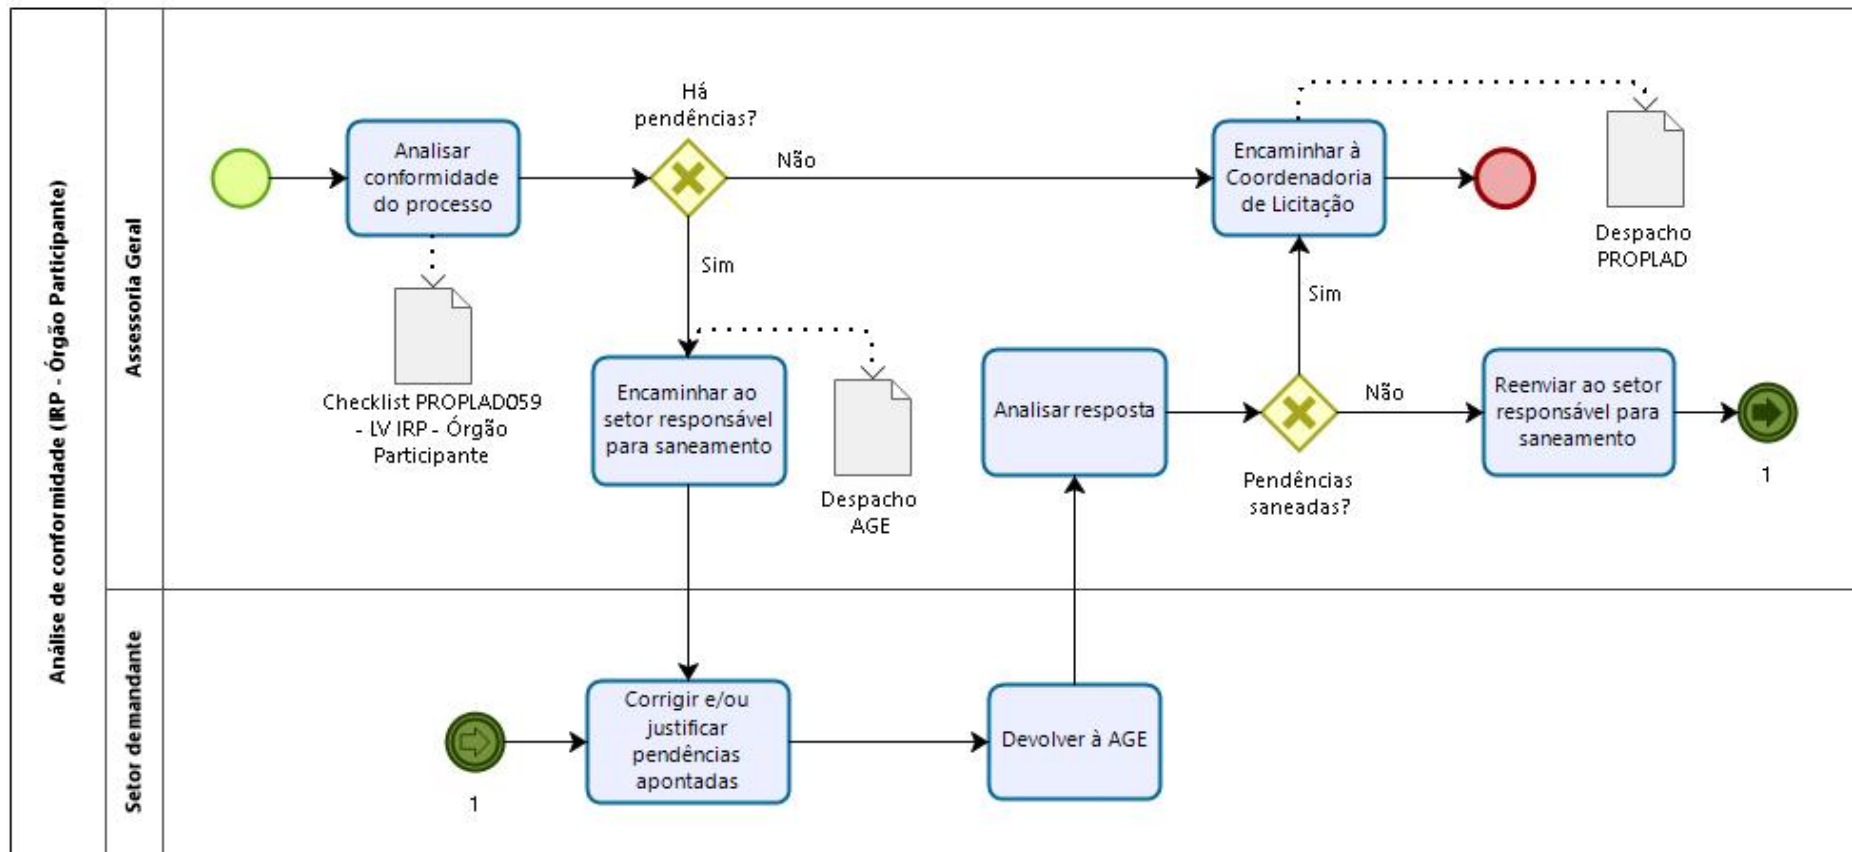 Análise de conformidade (IRP - Órgão Participante)
Assessoria Geral
Analisar
conformidade
do processo
Checklist PROPLAD059
- LV IRP - Órgão
Participante
Há
pendências?
Não
Sim
Encaminhar ao
setor responsável
para saneamento
Despacho
AGE
Encaminhar à
Coordenadoria
de Licitação
Despacho
PROPLAD
Sim
Analisar resposta
Pendências
saneadas?
Não
Reenviar ao setor
responsável para
saneamento
1
Setor demandante
1
Corrigir e/ou
justificar
pendências
apontadas
Devolver à AGE